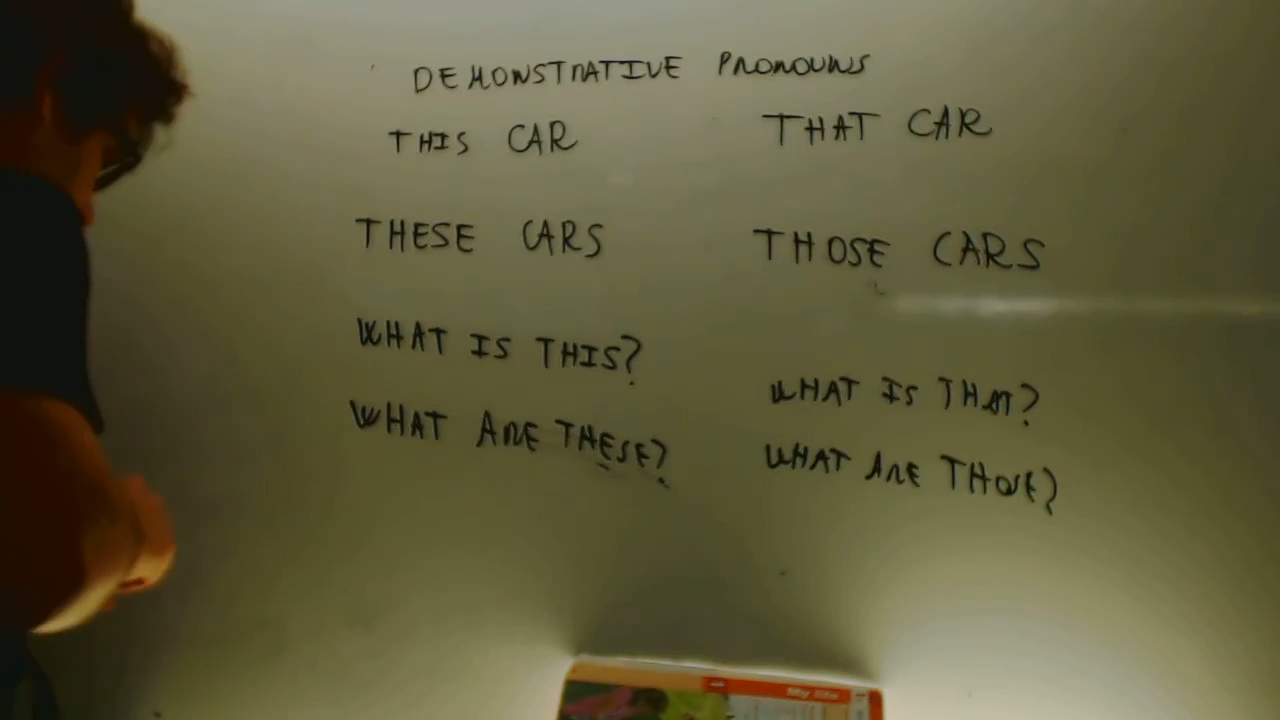 DEMONSTRATIVE PRONOUNS
THIS CAR
THAT CAR
THESE CARS
THOSE CARS
WHAT IS THIS?
WHAT IS THAT?
WHAT ARE THESE?
WHAT ARE THOSE?
My life